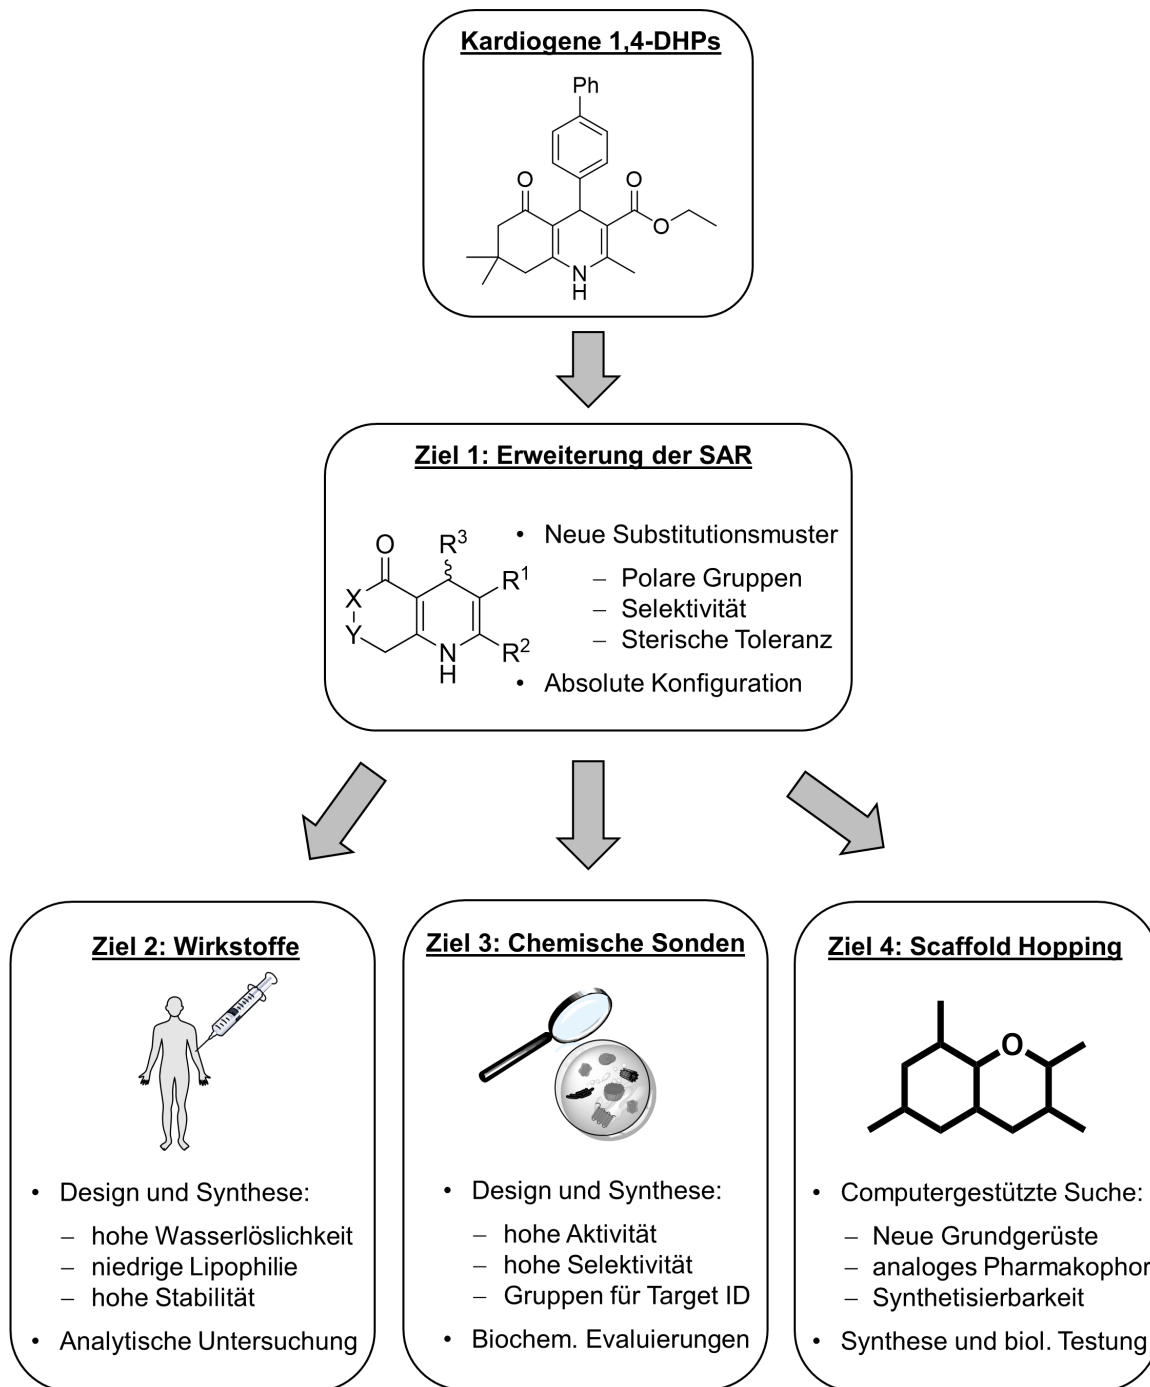 Kardiogene 1,4-DHPs
Ph
O
O
O
N
H
Ziel 1: Erweiterung der SAR
O
R³
R¹
X
Y
N
H
R²
• Neue Substitutionsmuster
– Polare Gruppen
– Selektivität
– Sterische Toleranz
• Absolute Konfiguration
Ziel 2: Wirkstoffe
• Design und Synthese:
– hohe Wasserlöslichkeit
– niedrige Lipophilie
– hohe Stabilität
• Analytische Untersuchung
Ziel 3: Chemische Sonden
• Design und Synthese:
– hohe Aktivität
– hohe Selektivität
– Gruppen für Target ID
• Biochem. Evaluierungen
Ziel 4: Scaffold Hopping
O
• Computergestützte Suche:
– Neue Grundgerüste
– analoges Pharmakophor
– Synthetisierbarkeit
• Synthese und biol. Testung